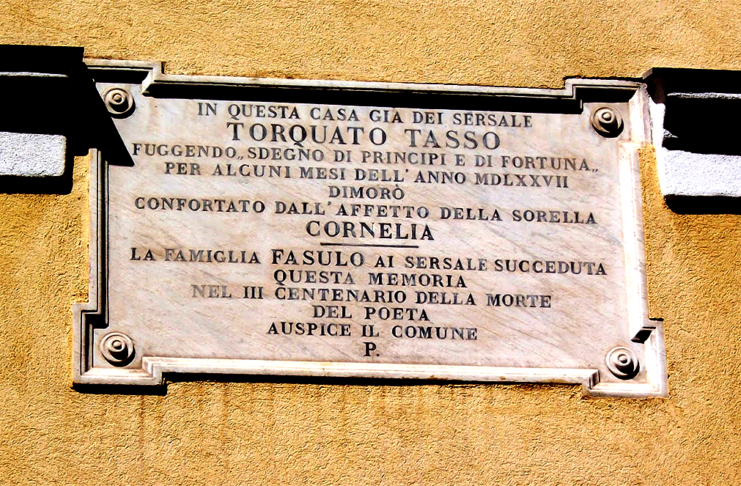 IN QUESTA CASA GIA DEI SERSALE
TORQUATO TASSO
FUGGENDO „SDEGNO DI PRINCIPI E DI FORTUNA„
PER ALCUNI MESI DELL'ANNO MDLXXVII
DIMORÒ
CONFORTATO DALL'AFFETTO DELLA SORELLA
CORNELIA
LA FAMIGLIA FASULO AI SERSALE SUCCEDUTA
QUESTA MEMORIA
NEL III CENTENARIO DELLA MORTE
DEL POETA
AUSPICE IL COMUNE
P.